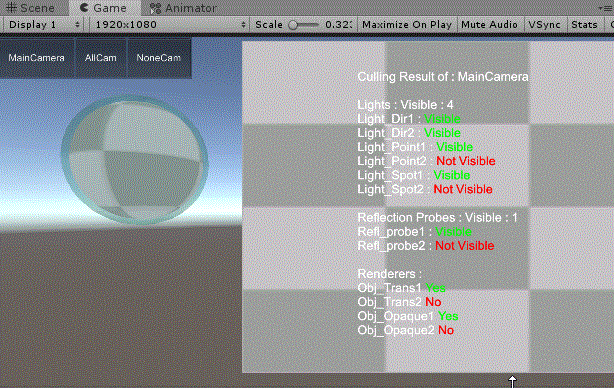 Scene Game Animator
Display 1 1920x1080 Scale 0.32 Maximize On Play Mute Audio VSync Stats
MainCamera AllCam NoneCam
Culling Result of : MainCamera
Lights : Visible : 4
Light_Dir1 : Visible
Light_Dir2 : Visible
Light_Point1 : Visible
Light_Point2 : Not Visible
Light_Spot1 : Visible
Light_Spot2 : Not Visible
Reflection Probes : Visible : 1
Refl_probe1 : Visible
Refl_probe2 : Not Visible
Renderers :
Obj_Trans1 Yes
Obj_Trans2 No
Obj_Opaque1 Yes
Obj_Opaque2 No